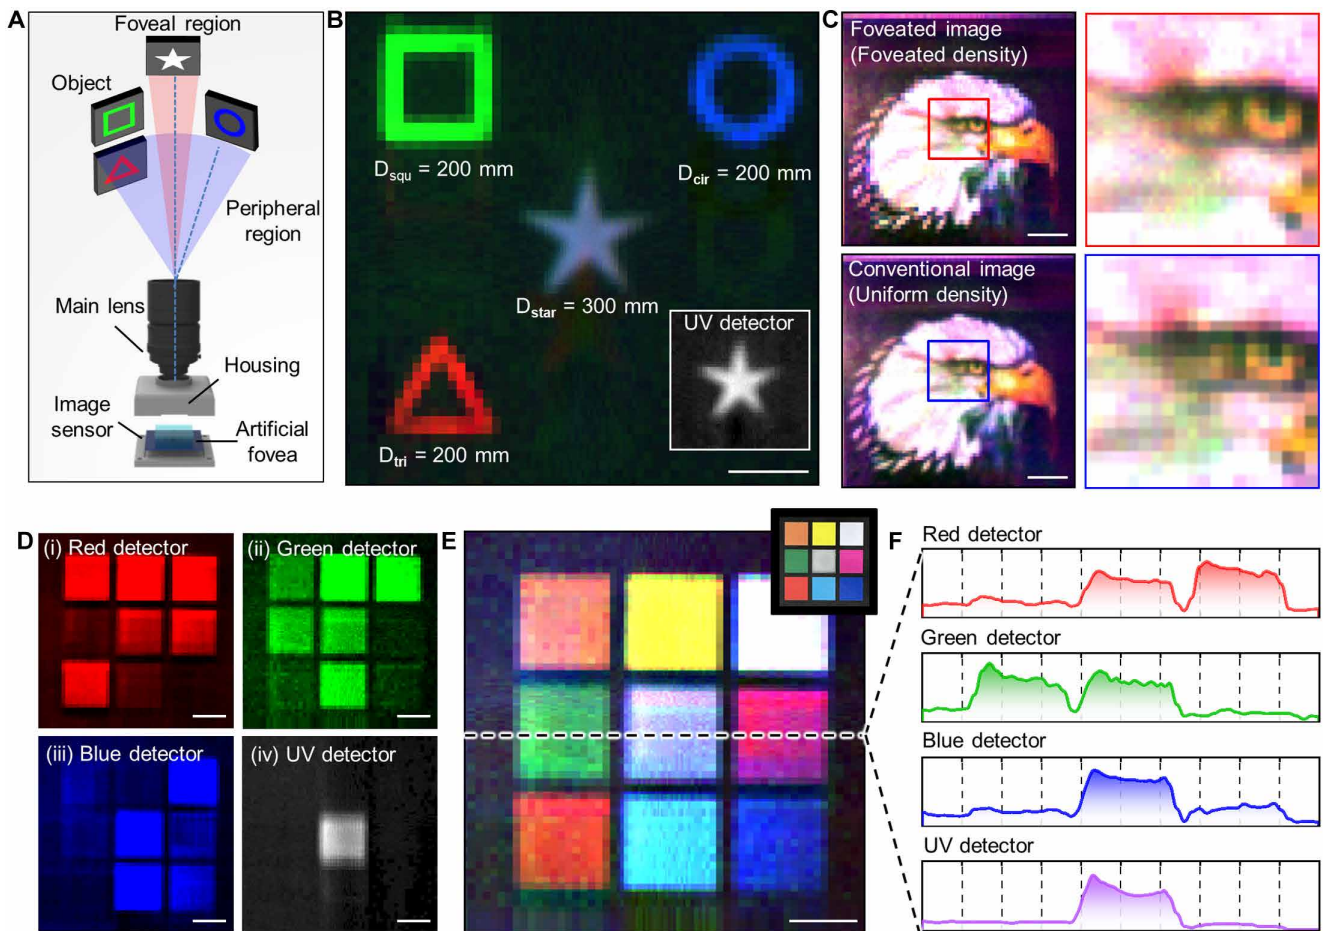 A
Foveal region
Object
Peripheral
region
Main lens
Housing
Image
sensor
Artificial
fovea
B
Dsqu = 200 mm
Dcir = 200 mm
Dstar = 300 mm
Dtri = 200 mm
UV detector
C
Foveated image
(Foveated density)
Conventional image
(Uniform density)
D
(i) Red detector
(ii) Green detector
(iii) Blue detector
(iv) UV detector
E
F
Red detector
Green detector
Blue detector
UV detector